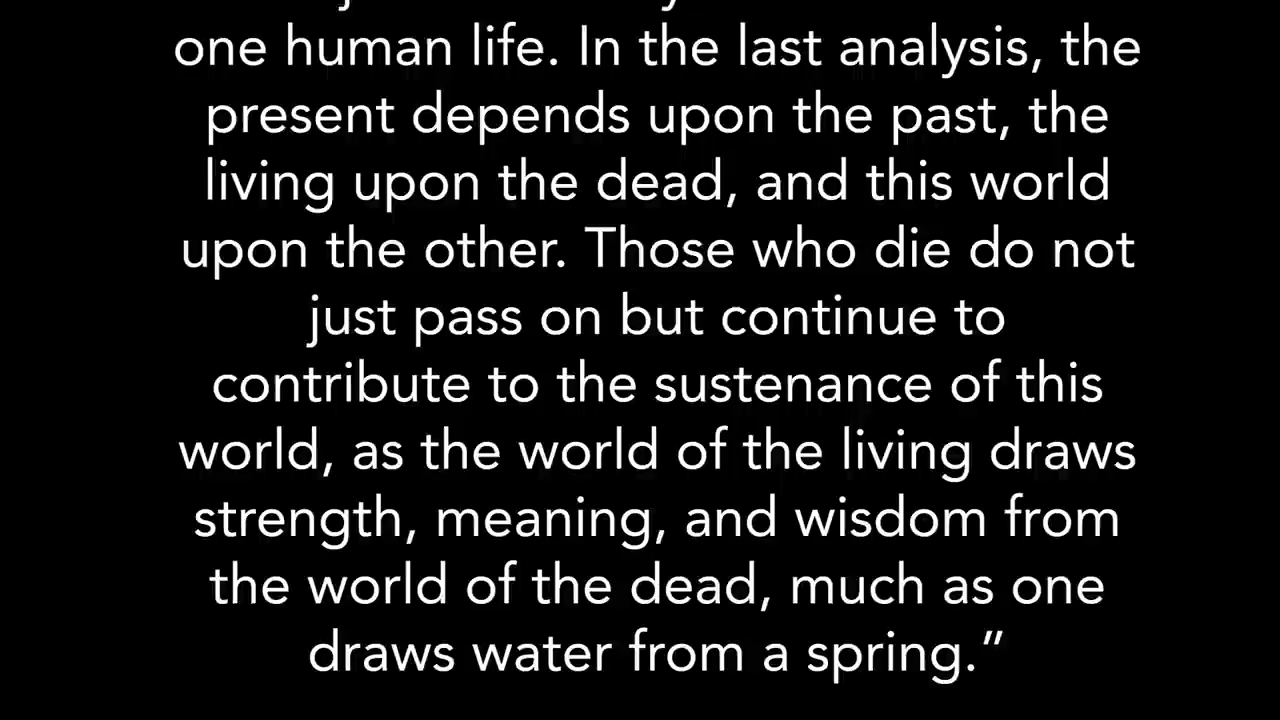 one human life. In the last analysis, the
present depends upon the past, the
living upon the dead, and this world
upon the other. Those who die do not
just pass on but continue to
contribute to the sustenance of this
world, as the world of the living draws
strength, meaning, and wisdom from
the world of the dead, much as one
draws water from a spring.”